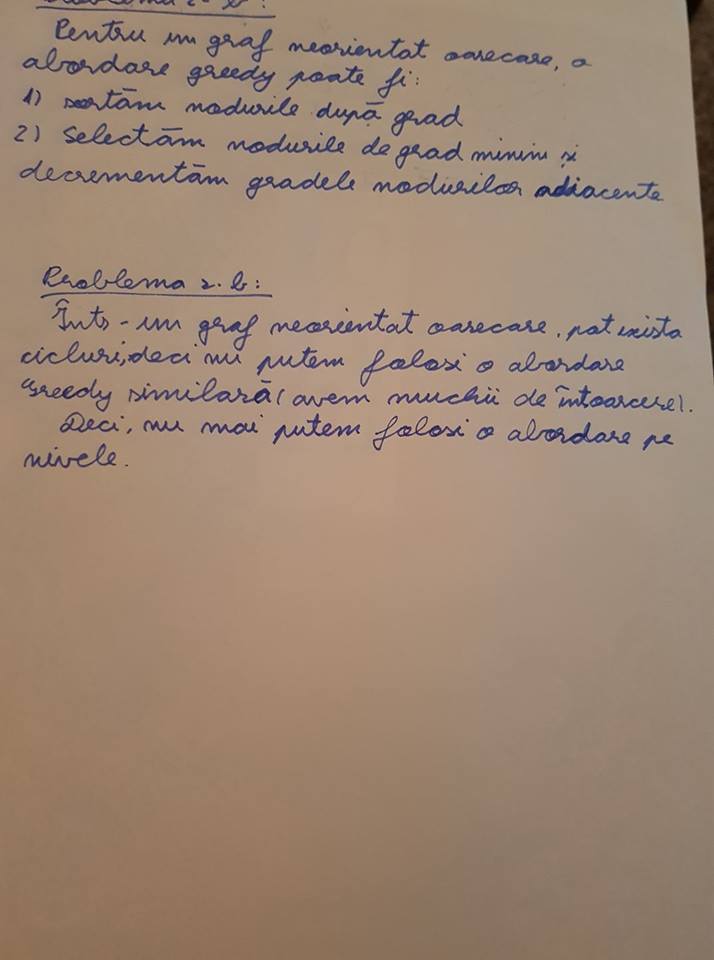 Problema 2. b:
Pentru un graf neorientat oarecare, o
abordare greedy poate fi:
1) sortăm nodurile după grad
2) Selectăm nodurile de grad minim și
decrementăm gradele nodurilor adiacente
Problema 2. b:
Într-un graf neorientat oarecare, pot exista
cicluri, deci nu putem folosi o abordare
Greedy similară (avem muchii de întoarcere).
Deci, nu mai putem folosi o abordare pe
nivele.